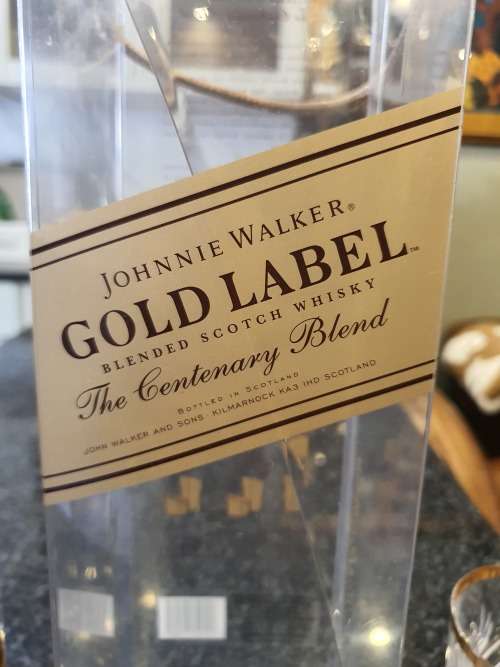 JOHNNIE WALKER®
GOLD LABEL™
BLENDED SCOTCH WHISKY
The Centenary Blend
BOTTLED IN SCOTLAND
JOHN WALKER AND SONS · KILMARNOCK KA3 1HD SCOTLAND